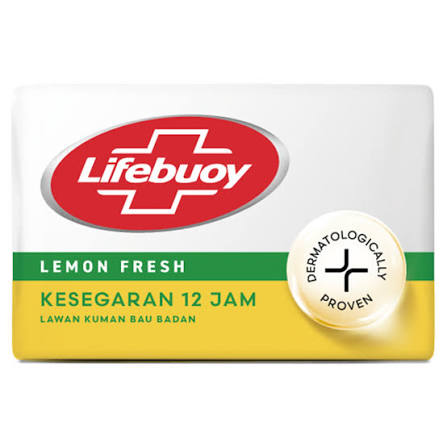 Lifebuoy
LEMON FRESH
KESEGARAN 12 JAM
LAWAN KUMAN BAU BADAN
DERMATOLOGICALLY
PROVEN